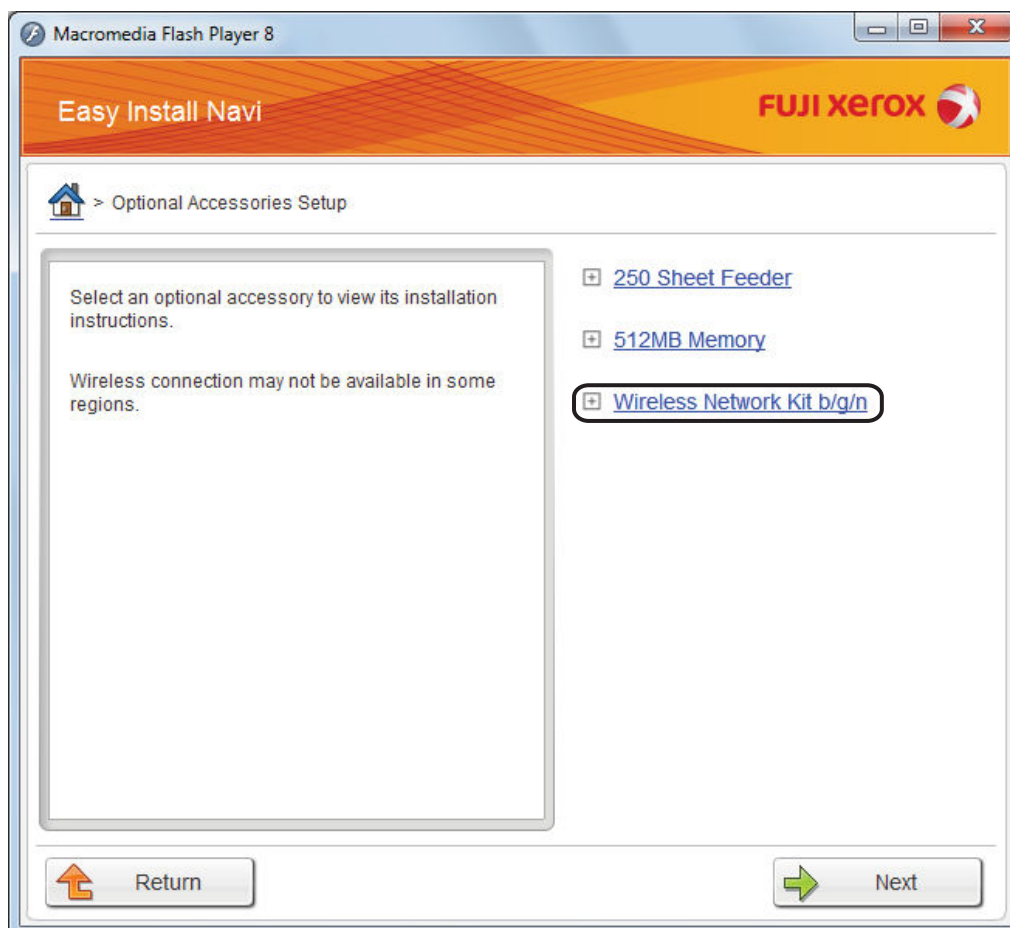 Macromedia Flash Player 8
Easy Install Navi
FUJI xerox
> Optional Accessories Setup
Select an optional accessory to view its installation
instructions.
Wireless connection may not be available in some
regions.
250 Sheet Feeder
512MB Memory
Wireless Network Kit b/g/n
Return
Next